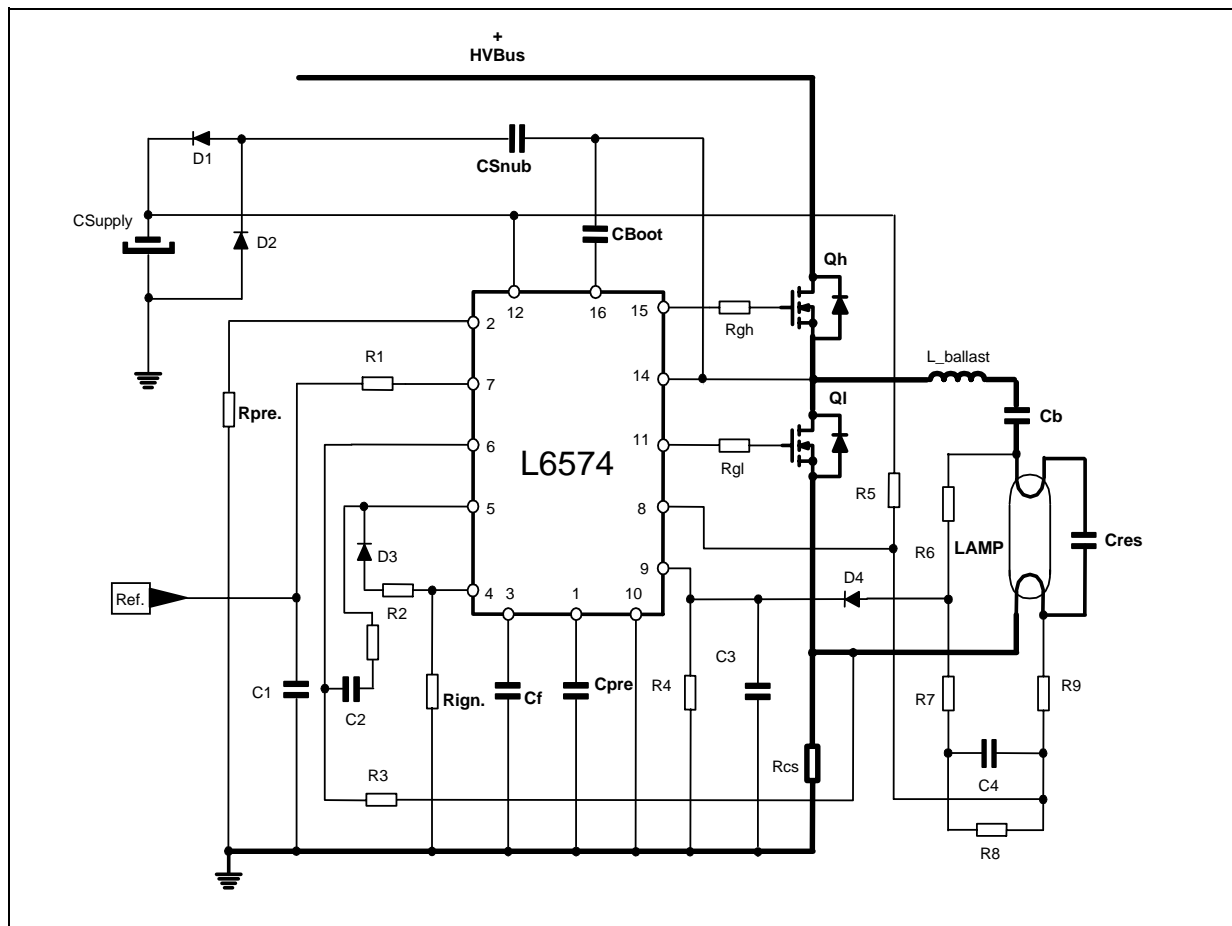 +
HVBus
D1
CSnub
CSupply
D2
CBoot
Qh
12
16
15
2
Rgh
R1
L_ballast
7
14
Rpre.
Ql
Cb
6
11
L6574
Rgl
R5
5
8
R6
LAMP
Cres
D3
9
D4
Ref.
R2
4
3
1
10
C1
C2
Rign.
Cf
Cpre
R4
C3
R7
R9
R3
Rcs
C4
R8